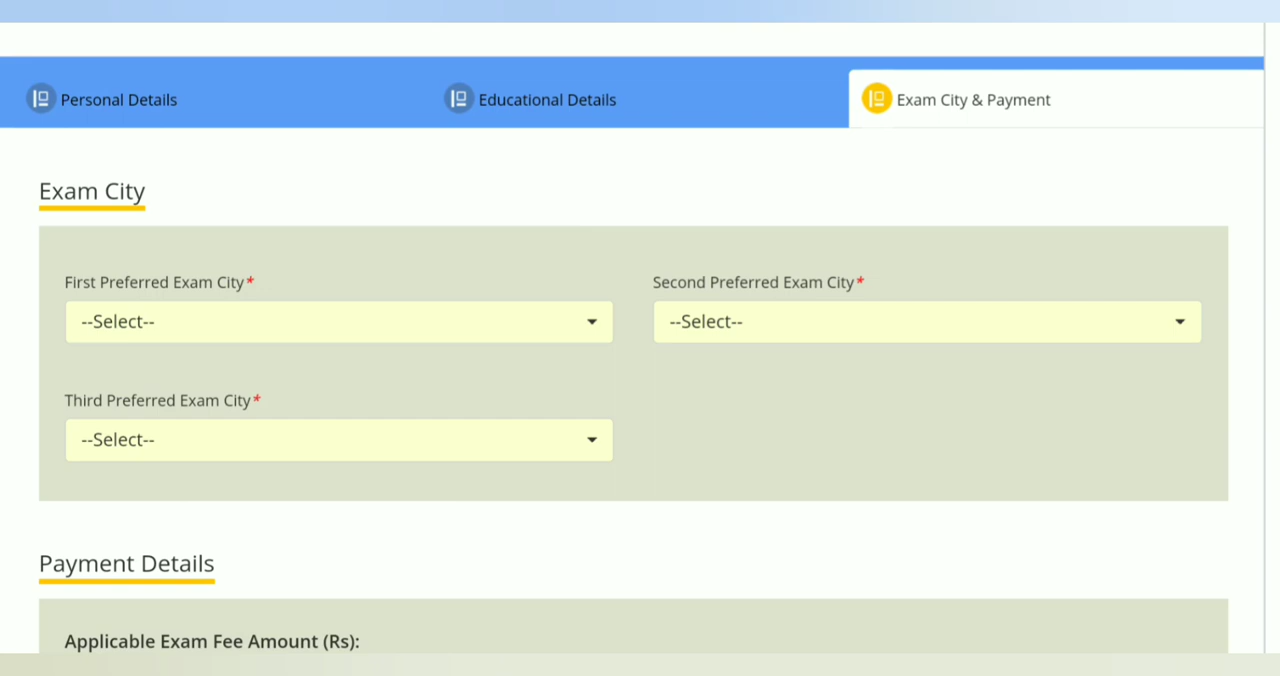 Personal Details Educational Details Exam City & Payment
Exam City
First Preferred Exam City* Second Preferred Exam City*
--Select-- --Select--
Third Preferred Exam City*
--Select--
Payment Details
Applicable Exam Fee Amount (Rs):